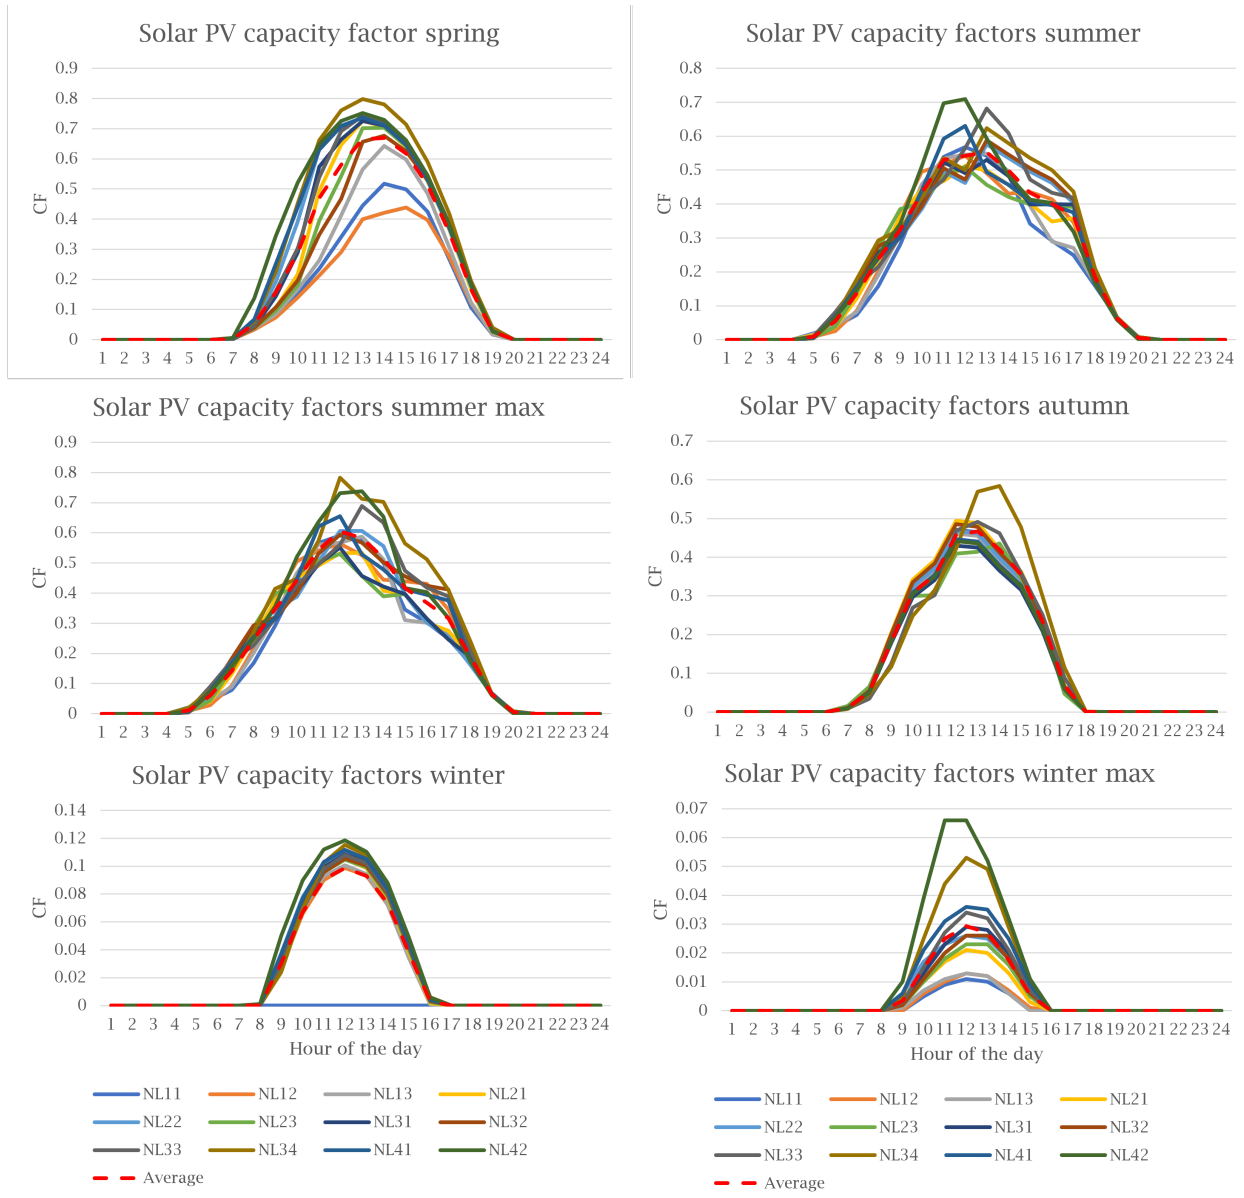 Solar PV capacity factor spring
0.9
0.8
0.7
0.6
0.5
0.4
0.3
0.2
0.1
0
CF
1 2 3 4 5 6 7 8 9 10 11 12 13 14 15 16 17 18 19 20 21 22 23 24
Solar PV capacity factors summer
0.8
0.7
0.6
0.5
0.4
0.3
0.2
0.1
0
CF
1 2 3 4 5 6 7 8 9 10 11 12 13 14 15 16 17 18 19 20 21 22 23 24
Solar PV capacity factors summer max
0.9
0.8
0.7
0.6
0.5
0.4
0.3
0.2
0.1
0
CF
1 2 3 4 5 6 7 8 9 10 11 12 13 14 15 16 17 18 19 20 21 22 23 24
Solar PV capacity factors autumn
0.7
0.6
0.5
0.4
0.3
0.2
0.1
0
CF
1 2 3 4 5 6 7 8 9 10 11 12 13 14 15 16 17 18 19 20 21 22 23 24
Solar PV capacity factors winter
0.14
0.12
0.1
0.08
0.06
0.04
0.02
0
CF
1 2 3 4 5 6 7 8 9 10 11 12 13 14 15 16 17 18 19 20 21 22 23 24
Hour of the day
NL11 NL12 NL13 NL21
NL22 NL23 NL31 NL32
NL33 NL34 NL41 NL42
Average
Solar PV capacity factors winter max
0.07
0.06
0.05
0.04
0.03
0.02
0.01
0
CF
1 2 3 4 5 6 7 8 9 10 11 12 13 14 15 16 17 18 19 20 21 22 23 24
Hour of the day
NL11 NL12 NL13 NL21
NL22 NL23 NL31 NL32
NL33 NL34 NL41 NL42
Average